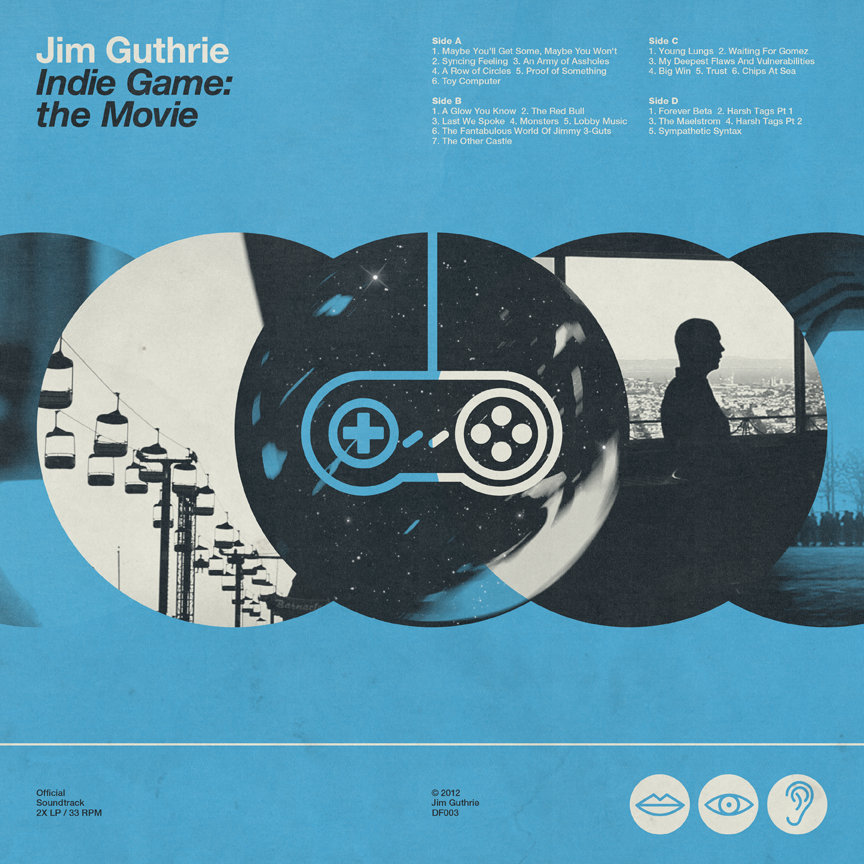 Jim Guthrie
Indie Game:
the Movie
Side A
1. Maybe You'll Get Some, Maybe You Won't
2. Syncing Feeling 3. An Army of Assholes
4. A Row of Circles 5. Proof of Something
6. Toy Computer
Side B
1. A Glow You Know 2. The Red Bull
3. Last We Spoke 4. Monsters 5. Lobby Music
6. The Fantabulous World Of Jimmy 3-Guts
7. The Other Castle
Side C
1. Young Lungs 2. Waiting For Gomez
3. My Deepest Flaws And Vulnerabilities
4. Big Win 5. Trust 6. Chips At Sea
Side D
1. Forever Beta 2. Harsh Tags Pt 1
3. The Maelstrom 4. Harsh Tags Pt 2
5. Sympathetic Syntax
Official
Soundtrack
2X LP / 33 RPM
© 2012
Jim Guthrie
DF003